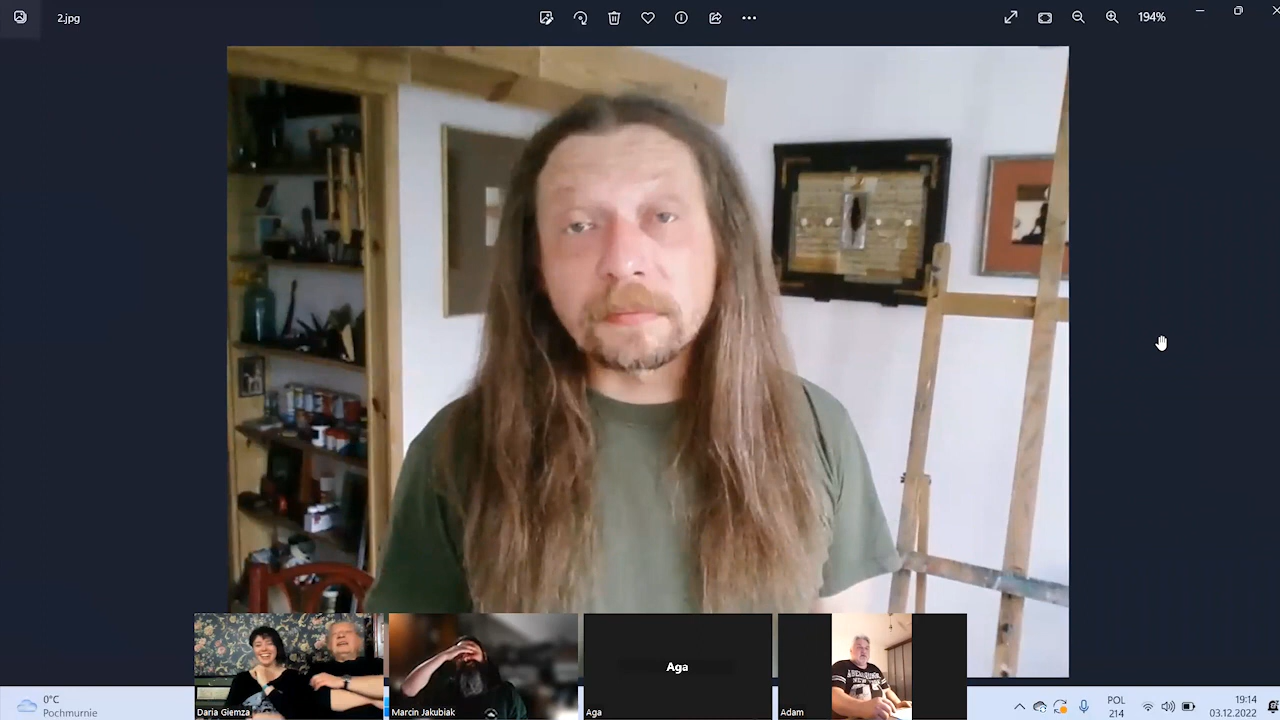 2.jpg
194%
Aga
Daria Giemza
Marcin Jakubiak
Aga
Adam
0°C
Pochmurnie
POL
214
19:14
03.12.2022